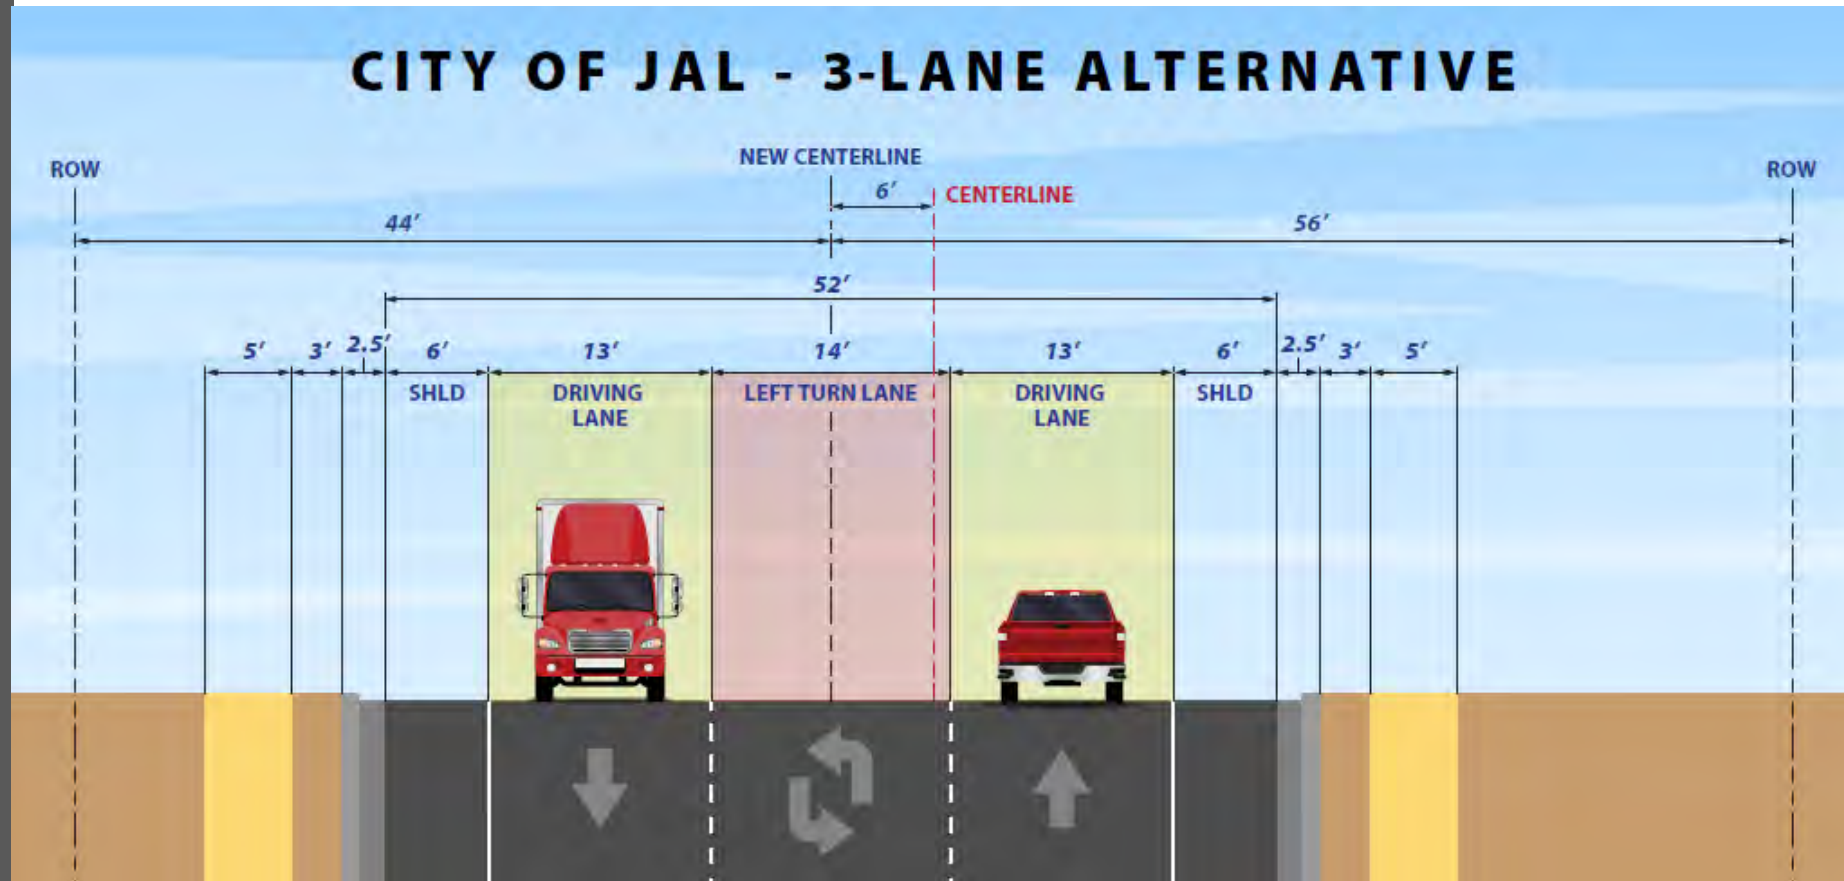 CITY OF JAL - 3-LANE ALTERNATIVE
NEW CENTERLINE
ROW
ROW
6'
CENTERLINE
44'
56'
52'
5'
3'
2.5'
6'
13'
14'
13'
6'
2.5'
3'
5'
SHLD
DRIVING
LANE
LEFT TURN LANE
DRIVING
LANE
SHLD